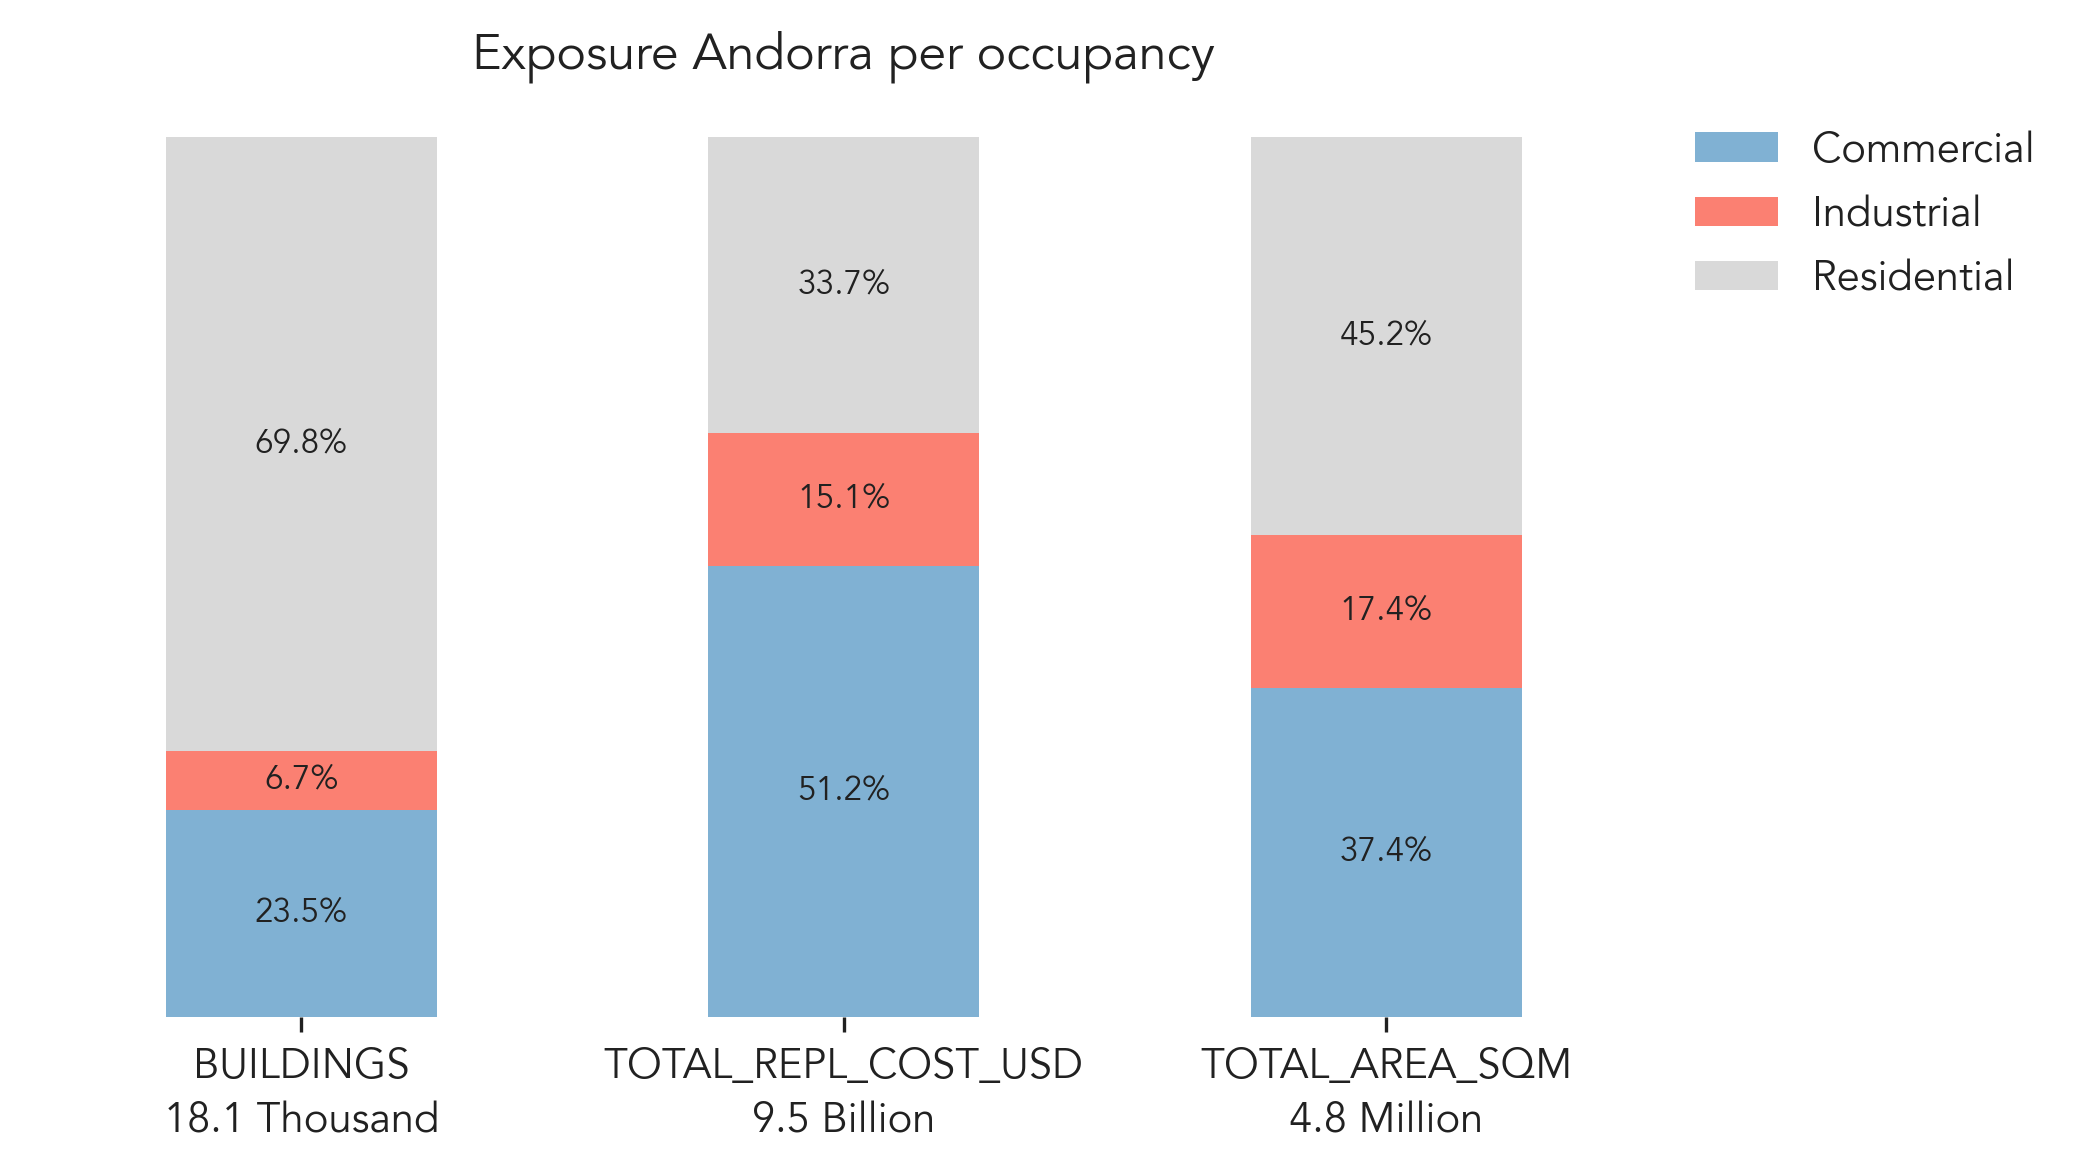 Exposure Andorra per occupancy
Commercial
Industrial
Residential
69.8%
6.7%
23.5%
33.7%
15.1%
51.2%
45.2%
17.4%
37.4%
BUILDINGS
18.1 Thousand
TOTAL_REPL_COST_USD
9.5 Billion
TOTAL_AREA_SQM
4.8 Million